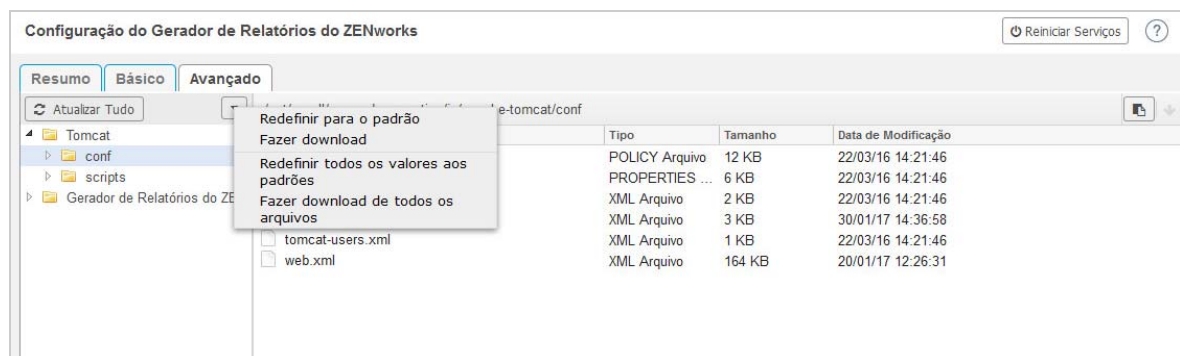 Configuração do Gerador de Relatórios do ZENworks
Reiniciar Serviços
?
Resumo
Básico
Avançado
Atualizar Tudo
e-tomcat/conf
Redefinir para o padrão
Fazer download
Redefinir todos os valores aos
padrões
Fazer download de todos os
arquivos
Tomcat
conf
scripts
Gerador de Relatórios do ZE
Tipo
Tamanho
Data de Modificação
POLICY Arquivo
12 KB
22/03/16 14:21:46
PROPERTIES ...
6 KB
22/03/16 14:21:46
XML Arquivo
2 KB
22/03/16 14:21:46
XML Arquivo
3 KB
30/01/17 14:36:58
tomcat-users.xml
XML Arquivo
1 KB
22/03/16 14:21:46
web.xml
XML Arquivo
164 KB
20/01/17 12:26:31